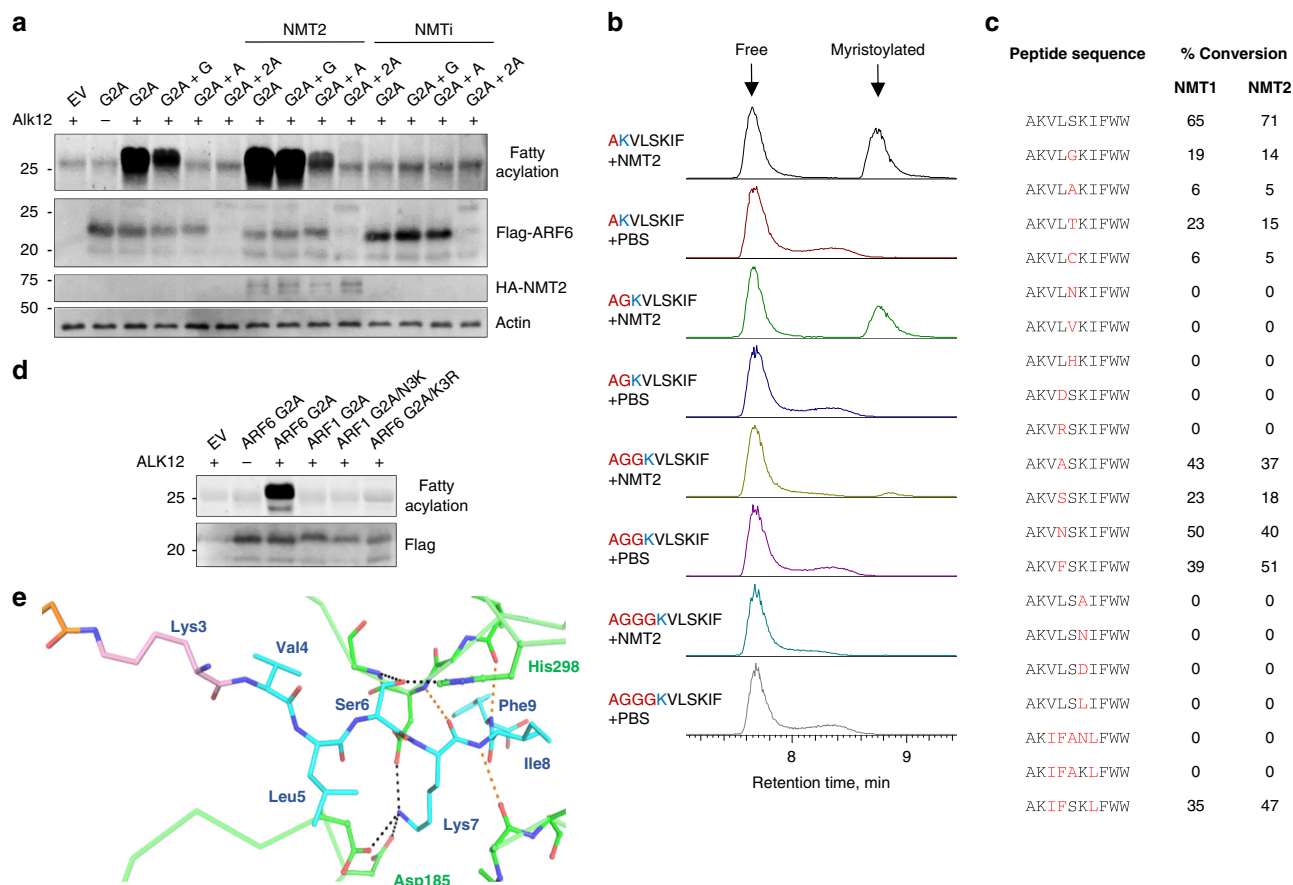 a
NMT2 NMTi
EV G2A G2A G2A + G G2A + A G2A + 2A G2A G2A + G G2A + A G2A + 2A G2A G2A + G G2A + A G2A + 2A
Alk12 + – + + + + + + + + + + + +
25 - Fatty acylation
25 -
Flag-ARF6
20 -
75 - HA-NMT2
50 -
Actin
b
Free Myristoylated
AKVLSKIF
+NMT2
AKVLSKIF
+PBS
AGKVLSKIF
+NMT2
AGKVLSKIF
+PBS
AGGKVLSKIF
+NMT2
AGGKVLSKIF
+PBS
AGGGKVLSKIF
+NMT2
AGGGKVLSKIF
+PBS
8 9
Retention time, min
c
Peptide sequence % Conversion
NMT1 NMT2
AKVLSKIFWW 65 71
AKVLGKIFWW 19 14
AKVLAKIFWW 6 5
AKVLTKIFWW 23 15
AKVLCKIFWW 6 5
AKVLNKIFWW 0 0
AKVLVKIFWW 0 0
AKVLHKIFWW 0 0
AKVDSKIFWW 0 0
AKVRSKIFWW 0 0
AKVASKIFWW 43 37
AKVSSKIFWW 23 18
AKVNSKIFWW 50 40
AKVFSKIFWW 39 51
AKVLSAIFWW 0 0
AKVLSNIFWW 0 0
AKVLSDIFWW 0 0
AKVLSLIFWW 0 0
AKIFANLFWW 0 0
AKIFAKLFWW 0 0
AKIFSKLFWW 35 47
d
EV ARF6 G2A ARF6 G2A ARF1 G2A ARF1 G2A/N3K ARF6 G2A/K3R
ALK12 + – + + + +
25 - Fatty acylation
20 - Flag
e
Lys3
Val4
His298
Ser6
Phe9
Ile8
Leu5
Lys7
Asp185